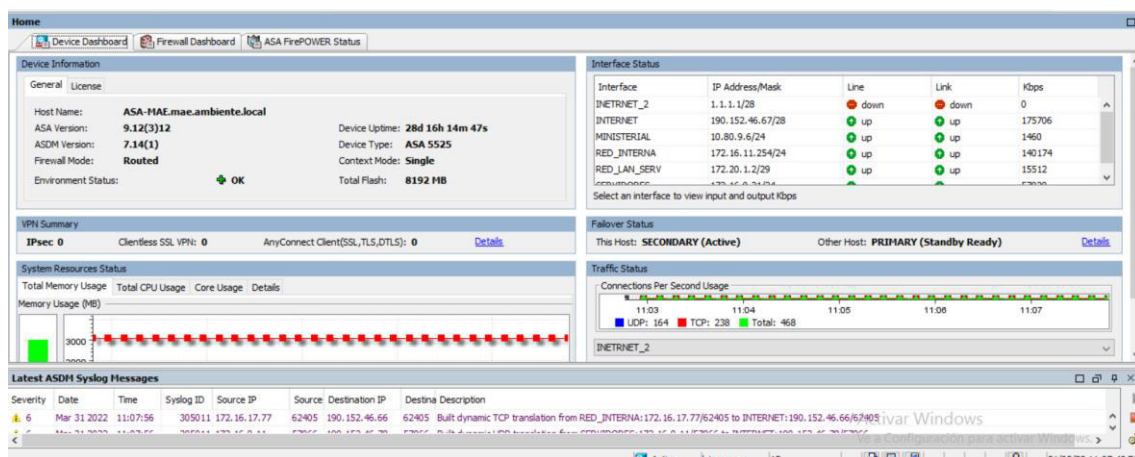 Home
Device Dashboard Firewall Dashboard ASA FirePOWER Status
Device Information
General License
Host Name: ASA-MAE.mae.ambiente.local
ASA Version: 9.12(3)12 Device Uptime: 28d 16h 14m 47s
ASDM Version: 7.14(1) Device Type: ASA 5525
Firewall Mode: Routed Context Mode: Single
Environment Status: OK Total Flash: 8192 MB
Interface Status
Interface IP Address/Mask Line Link Kbps
INETRNET_2 1.1.1.1/28 down down 0
INTERNET 190.152.46.67/28 up up 175706
MINISTERIAL 10.80.9.6/24 up up 1460
RED_INTERNA 172.16.11.254/24 up up 140174
RED_LAN_SERV 172.20.1.2/29 up up 15512
Select an interface to view input and output Kbps
VPN Summary
IPsec 0 Clientless SSL VPN: 0 AnyConnect Client(SSL,TLS,DTLS): 0 Details
Failover Status
This Host: SECONDARY (Active) Other Host: PRIMARY (Standby Ready) Details
System Resources Status
Total Memory Usage Total CPU Usage Core Usage Details
Memory Usage (MB)
3000
Traffic Status
Connections Per Second Usage
11:03 11:04 11:05 11:06 11:07
UDP: 164 TCP: 238 Total: 468
INETRNET_2
Latest ASDM Syslog Messages
Severity Date Time Syslog ID Source IP Source Destination IP Destina Description
6 Mar 31 2022 11:07:56 305011 172.16.17.77 62405 190.152.46.66 62405 Built dynamic TCP translation from RED_INTERNA:172.16.17.77/62405 to INTERNET:190.152.46.66/62405
Activar Windows
Ve a Configuración para activar Windows.